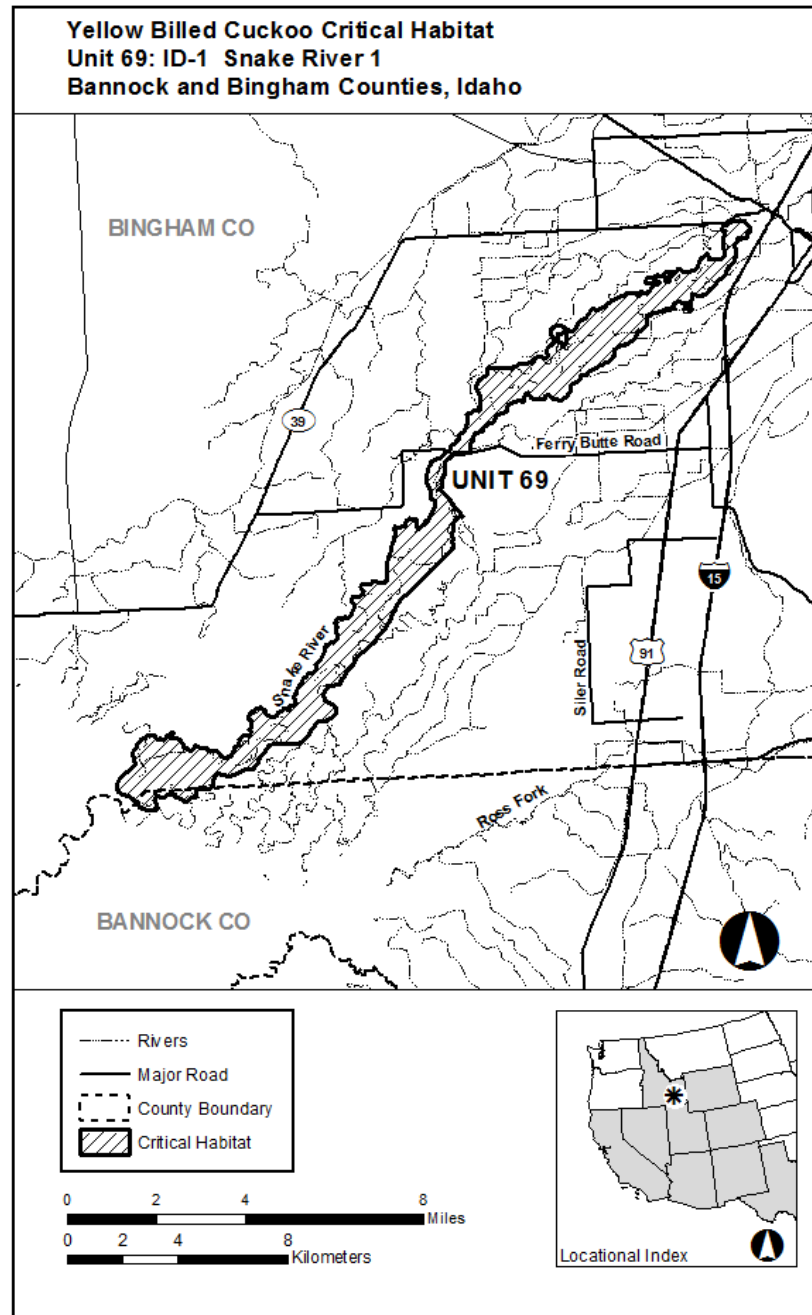 Yellow Billed Cuckoo Critical Habitat
Unit 69: ID-1 Snake River 1
Bannock and Bingham Counties, Idaho
BINGHAM CO
39
Ferry Butte Road
UNIT 69
15
91
Siler Road
Snake River
Ross Fork
BANNOCK CO
Rivers
Major Road
County Boundary
Critical Habitat
0 2 4 8
Miles
0 2 4 8
Kilometers
Locational Index